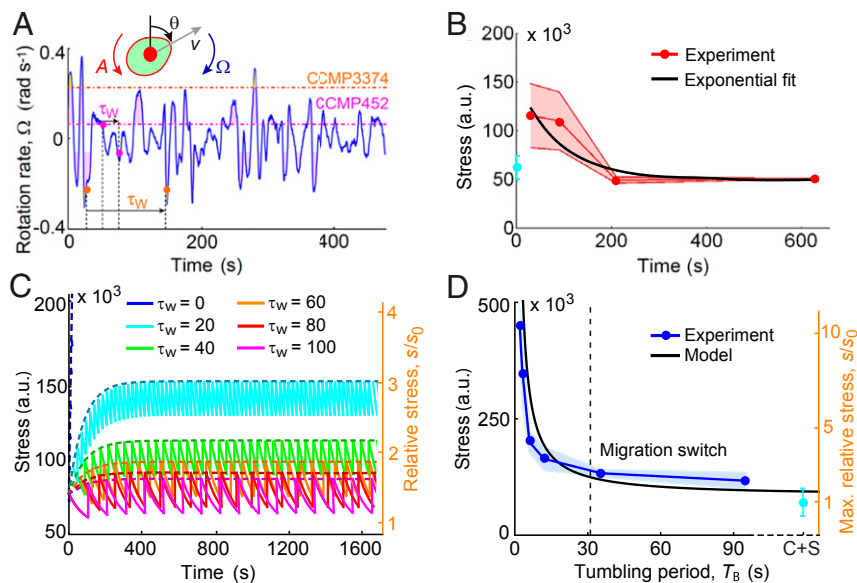 A
θ
v
A
Ω
0.4
0
-0.4
Rotation rate, Ω (rad s⁻¹)
CCMP3374
CCMP452
τW
τW
0
200
400
Time (s)
B
x 10³
200
150
100
50
0
Stress (a.u.)
Experiment
Exponential fit
0
200
400
600
Time (s)
C
x 10³
200
150
100
50
Stress (a.u.)
τW = 0
τW = 20
τW = 40
τW = 60
τW = 80
τW = 100
4
3
2
1
Relative stress, s/s₀
0
400
800
1200
1600
Time (s)
D
x 10³
500
250
0
Stress (a.u.)
Experiment
Model
Migration switch
10
5
1
Max. relative stress, s/s₀
0
30
60
90
C+S
Tumbling period, TB (s)